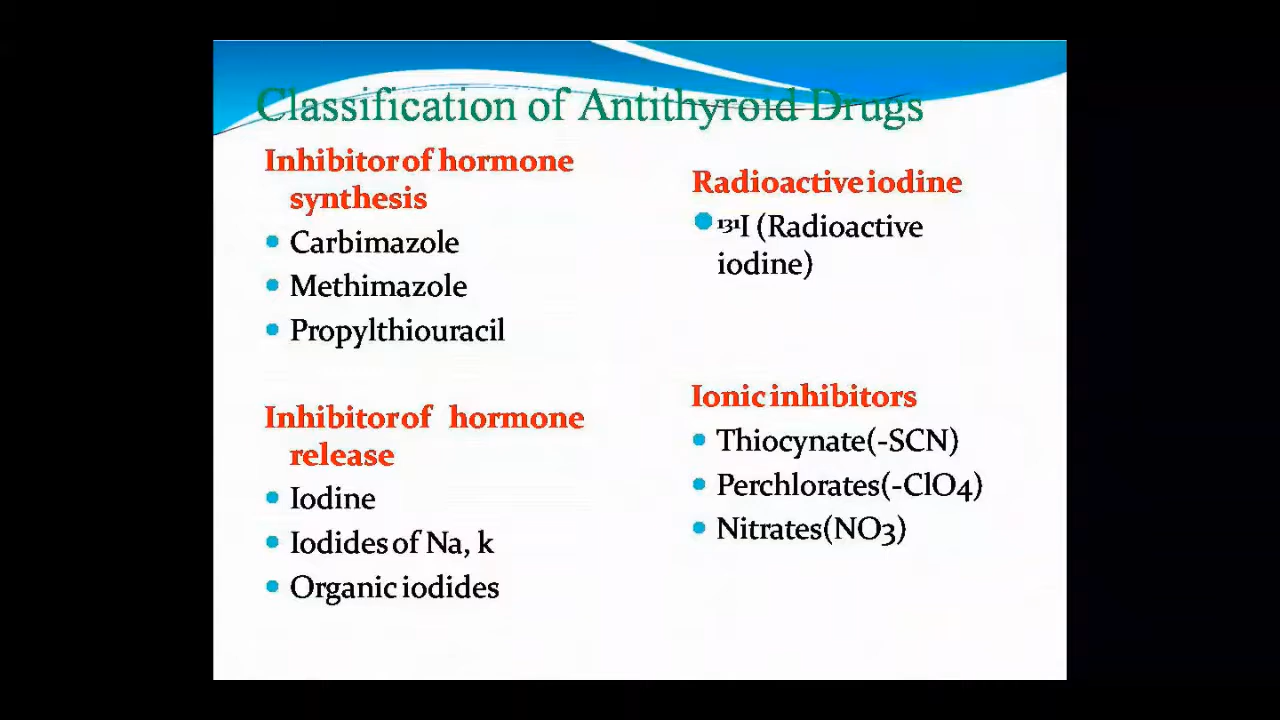 Classification of Antithyroid Drugs
Inhibitor of hormone
synthesis
Carbimazole
Methimazole
Propylthiouracil
Inhibitor of hormone
release
Iodine
Iodides of Na, k
Organic iodides
Radioactive iodine
¹³¹I (Radioactive
iodine)
Ionic inhibitors
Thiocynate(-SCN)
Perchlorates(-ClO4)
Nitrates(NO3)